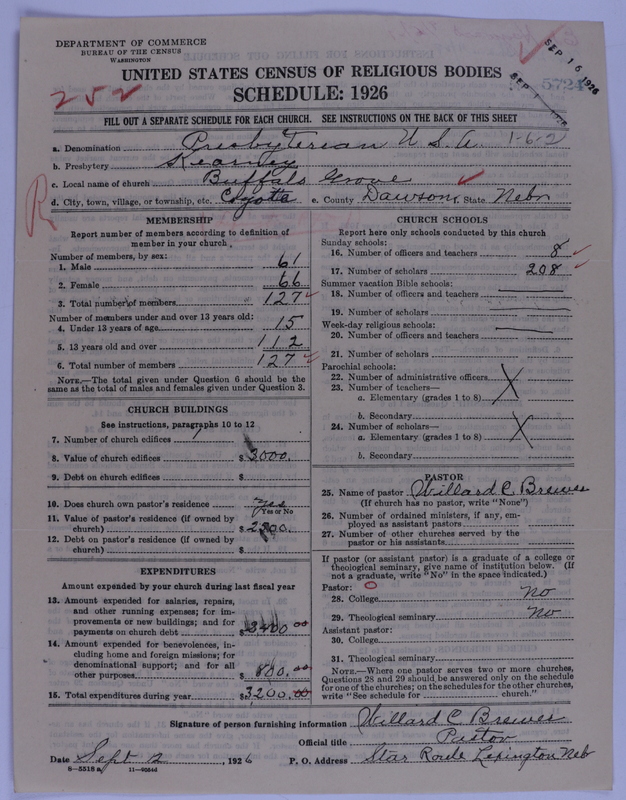 DEPARTMENT OF COMMERCE
BUREAU OF THE CENSUS
WASHINGTON
SEP 16 1926
5724
UNITED STATES CENSUS OF RELIGIOUS BODIES
SCHEDULE: 1926
252
FILL OUT A SEPARATE SCHEDULE FOR EACH CHURCH. SEE INSTRUCTIONS ON THE BACK OF THIS SHEET
a. Denomination Presbyterian U. S. A. 1-6-2
b. Presbytery Kearney
c. Local name of church Buffalo Grove
d. City, town, village, or township, etc. Coyote e. County Dawson, State Nebr
R
MEMBERSHIP
Report number of members according to definition of
member in your church
Number of members, by sex:
1. Male 61
2. Female 66
3. Total number of members 127
Number of members under and over 13 years old:
4. Under 13 years of age 15
5. 13 years old and over 112
6. Total number of members 127
NOTE.—The total given under Question 6 should be the
same as the total of males and females given under Question 3.
CHURCH BUILDINGS
See instructions, paragraphs 10 to 12
7. Number of church edifices 1
8. Value of church edifices $3000.
9. Debt on church edifices $
10. Does church own pastor's residence Yes
Yes or No
11. Value of pastor's residence (if owned by
church) $
12. Debt on pastor's residence (if owned by
church) $
EXPENDITURES
Amount expended by your church during last fiscal year
13. Amount expended for salaries, repairs,
and other running expenses; for im-
provements or new buildings; and for
payments on church debt $2400 00
14. Amount expended for benevolences, in-
cluding home and foreign missions; for
denominational support; and for all
other purposes $ 800.00
15. Total expenditures during year $3200.00
CHURCH SCHOOLS
Report here only schools conducted by this church
Sunday schools:
16. Number of officers and teachers 8
17. Number of scholars 208
Summer vacation Bible schools:
18. Number of officers and teachers
19. Number of scholars
Week-day religious schools:
20. Number of officers and teachers
21. Number of scholars
Parochial schools:
22. Number of administrative officers
23. Number of teachers—
a. Elementary (grades 1 to 8)
b. Secondary
24. Number of scholars—
a. Elementary (grades 1 to 8)
b. Secondary
PASTOR
25. Name of pastor Willard C. Brewer
(If church has no pastor, write "None")
26. Number of ordained ministers, if any, em-
ployed as assistant pastors
27. Number of other churches served by the
pastor or his assistants
If pastor (or assistant pastor) is a graduate of a college or
theological seminary, give name of institution below. (If
not a graduate, write "No" in the space indicated.)
Pastor: 0
28. College No
29. Theological seminary No
Assistant pastor:
30. College
31. Theological seminary
NOTE.—Where one pastor serves two or more churches,
Questions 28 and 29 should be answered only on the schedule
for one of the churches; on the schedules for the other churches,
write "See schedule for church."
Signature of person furnishing information Willard C Brewer
Official title Pastor
Date Sept 12, 1926 P. O. Address Star Route Lexington Neb
8—5518 a 11—9054d